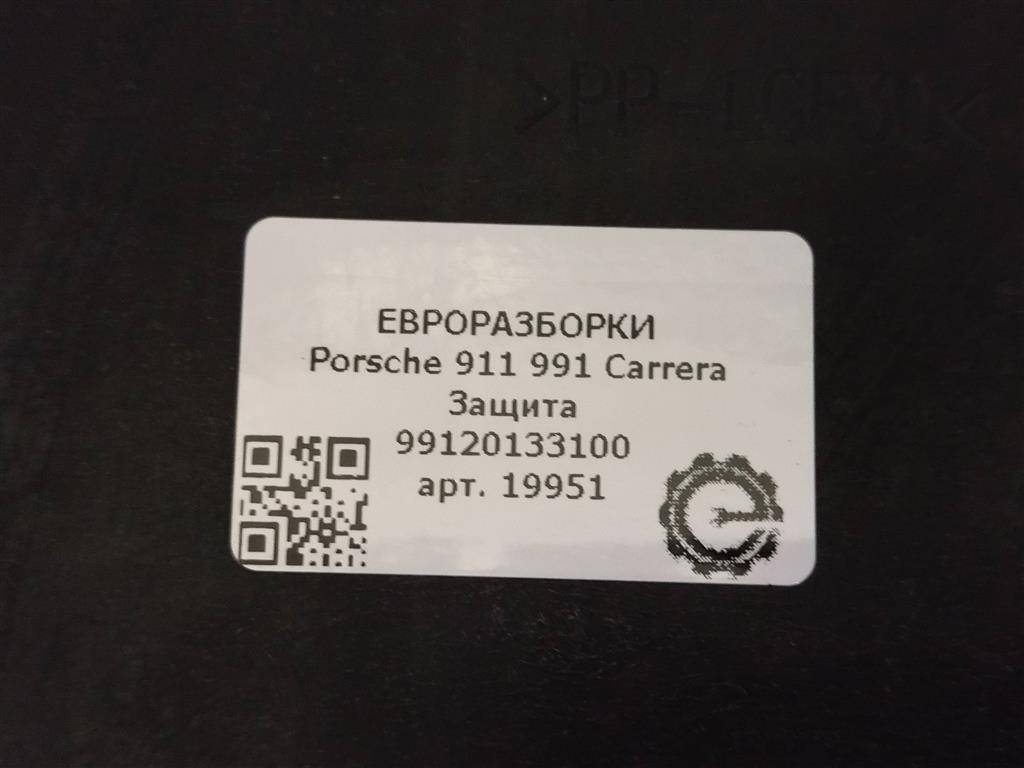 ЕВРОРАЗБОРКИ
Porsche 911 991 Carrera
Защита
99120133100
арт. 19951